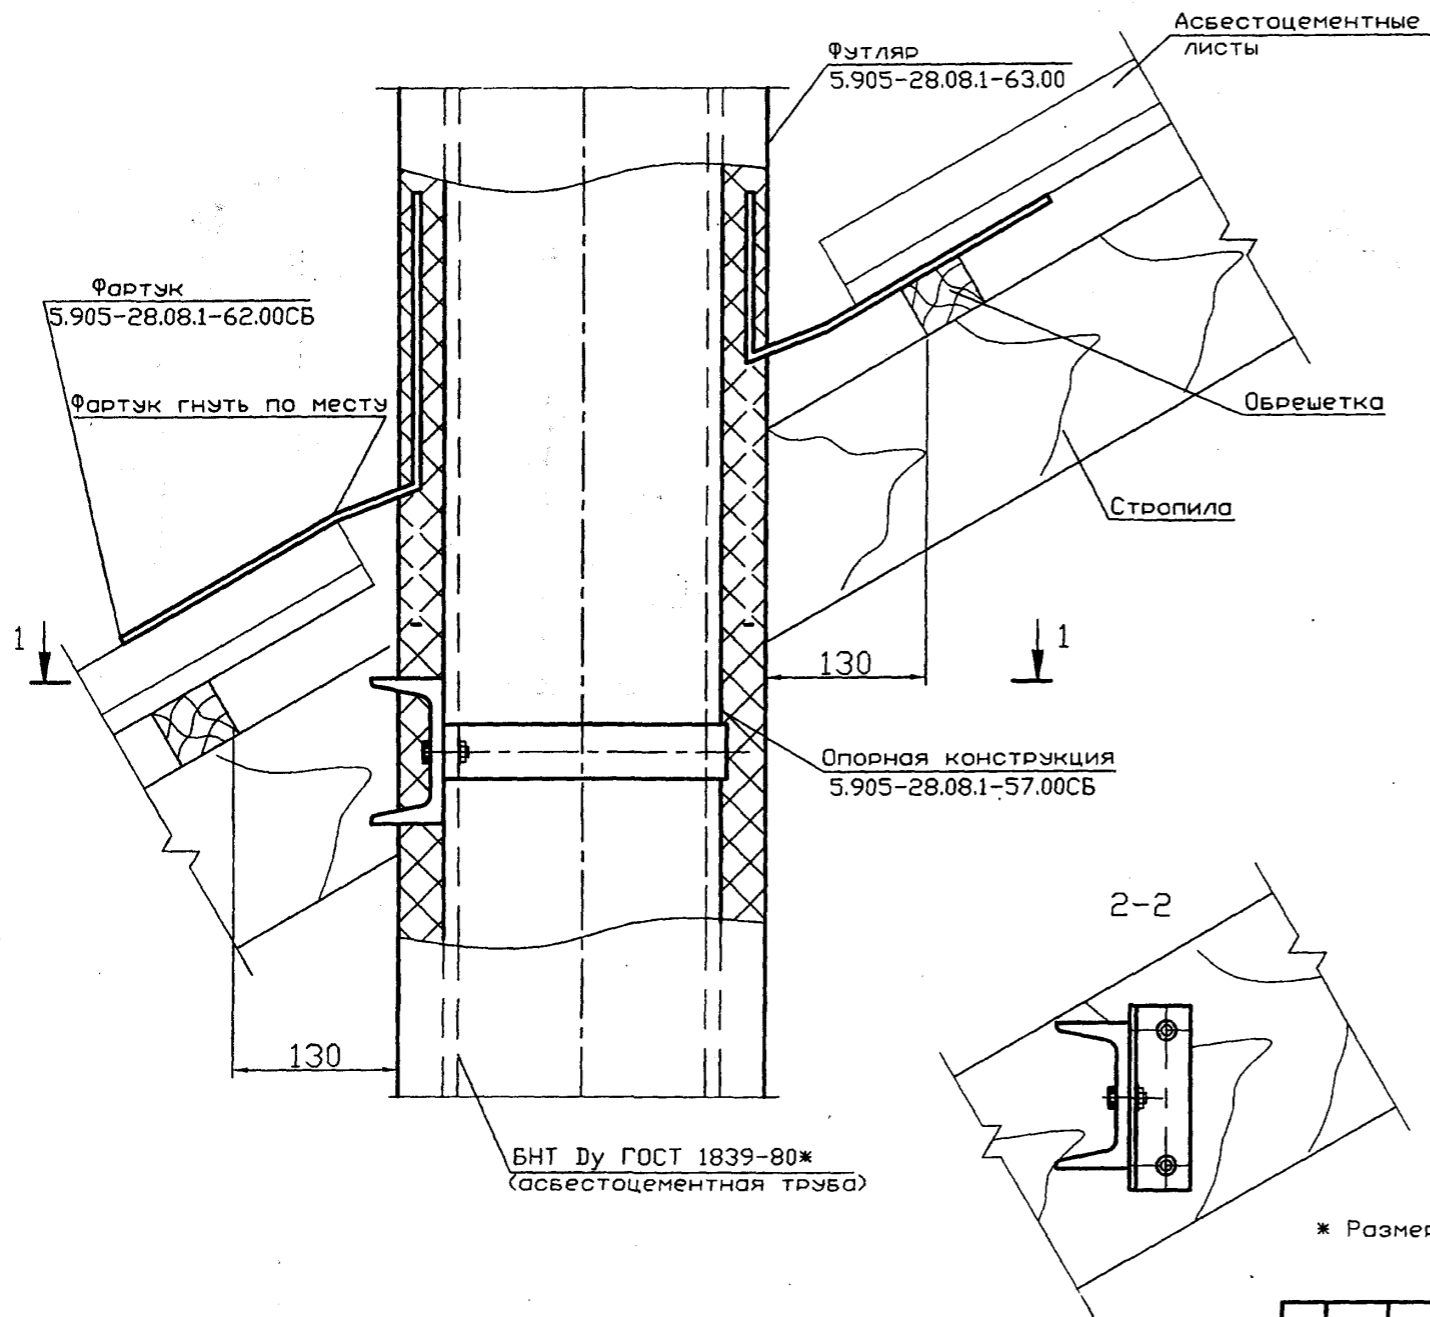 Асбестоцементные
листы
Футляр
5.905-28.08.1-63.00
Фартук
5.905-28.08.1-62.00СБ
Фартук гнуть по месту
Обрешетка
Стропила
1
1
130
Опорная конструкция
5.905-28.08.1-57.00СБ
2-2
130
БНТ Dy ГОСТ 1839-80*
(асбестоцементная труба)
* Размер